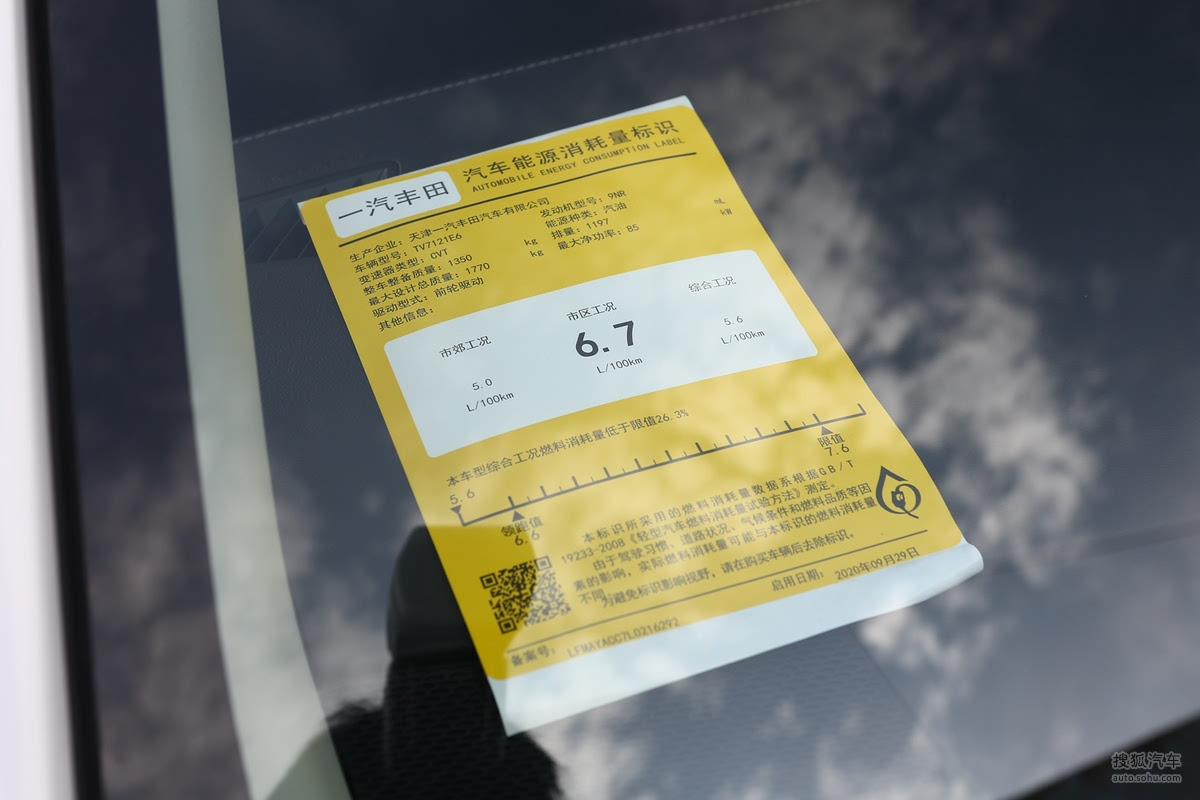 一汽丰田
汽车能源消耗量标识
AUTOMOBILE ENERGY CONSUMPTION LABEL
生产企业: 天津一汽丰田汽车有限公司
车辆型号: TV7121E6
发动机型号: 9NR
变速器类型: CVT
能源种类: 汽油
整车整备质量: 1350 kg
排量: 1197 mL
最大设计总质量: 1770 kg
最大净功率: 85 kW
驱动型式: 前轮驱动
其他信息:
市郊工况
市区工况
综合工况
5.0
6.7
5.6
L/100km
L/100km
L/100km
本车型综合工况燃料消耗量低于限值26.3%
5.6
领跑值
6.6
限值
7.6
本标识所采用的燃料消耗量数据系根据GB/T
19233-2008《轻型汽车燃料消耗量试验方法》测定。
由于驾驶习惯、道路状况、气候条件和燃料品质等因
素的影响, 实际燃料消耗量可能与本标识的燃料消耗量
不同。
为避免标识影响视野, 请在购买车辆后去除标识。
启用日期: 2020年09月29日
备案号: LFMAYACC7L0216292
搜狐汽车
auto.sohu.com